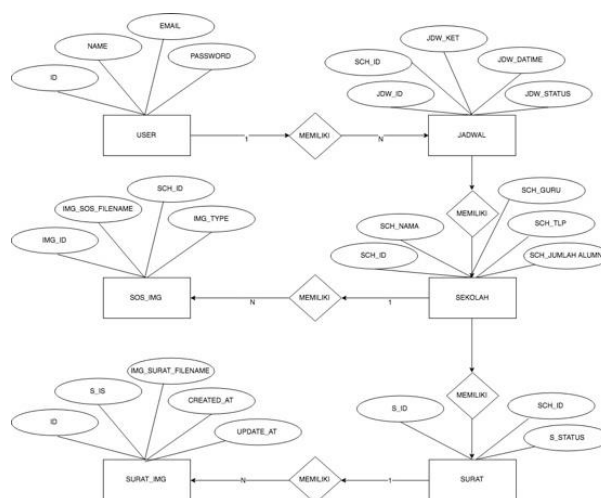 EMAIL
NAME
PASSWORD
ID
USER
1
MEMILIKI
N
JDW_KET
SCH_ID
JDW_DATIME
JDW_ID
JDW_STATUS
JADWAL
MEMILIKI
SCH_ID
IMG_SOS_FILENAME
IMG_TYPE
IMG_ID
SOS_IMG
N
MEMILIKI
1
SCH_GURU
SCH_NAMA
SCH_TLP
SCH_ID
SCH_JUMLAH ALUMN
SEKOLAH
MEMILIKI
IMG_SURAT_FILENAME
S_IS
CREATED_AT
ID
UPDATE_AT
SURAT_IMG
N
MEMILIKI
1
S_ID
SCH_ID
S_STATUS
SURAT